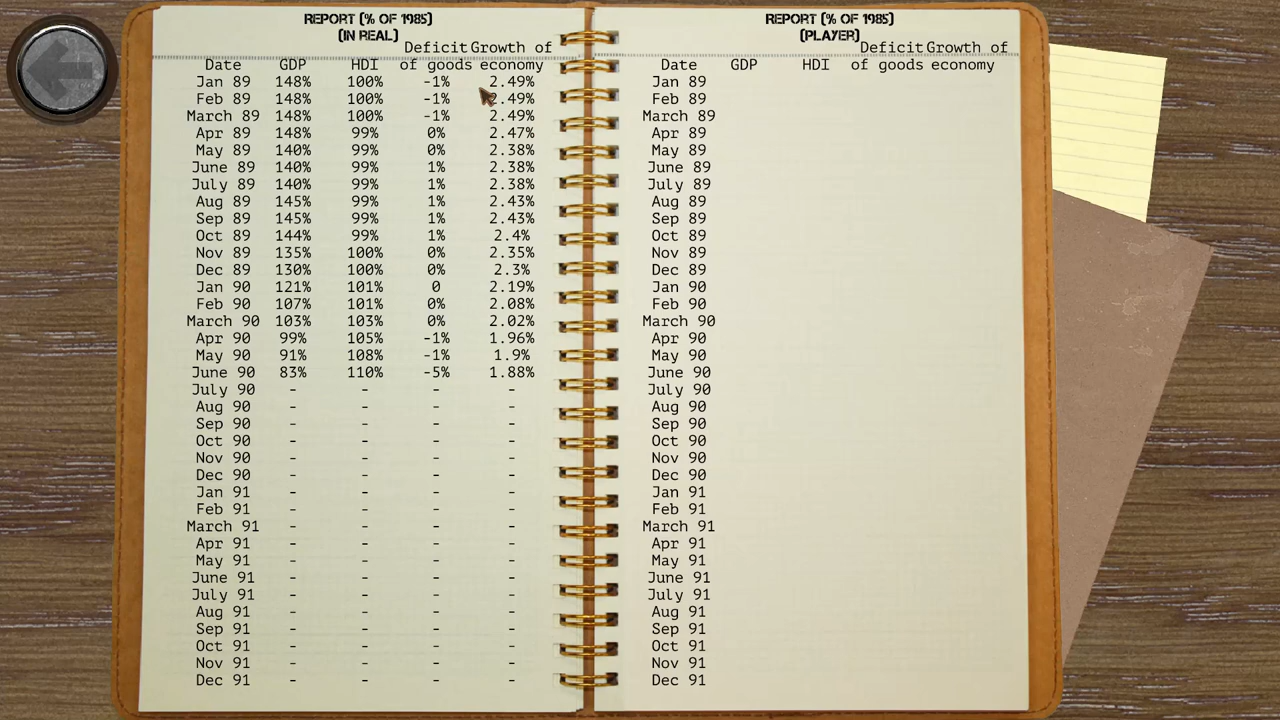 REPORT (% OF 1985)
(IN REAL)
Date GDP HDI Deficit of goods Growth of economy
Jan 89 148% 100% -1% 2.49%
Feb 89 148% 100% -1% 2.49%
March 89 148% 100% -1% 2.49%
Apr 89 148% 99% 0% 2.47%
May 89 140% 99% 0% 2.38%
June 89 140% 99% 1% 2.38%
July 89 140% 99% 1% 2.38%
Aug 89 145% 99% 1% 2.43%
Sep 89 145% 99% 1% 2.43%
Oct 89 144% 99% 1% 2.4%
Nov 89 135% 100% 0% 2.35%
Dec 89 130% 100% 0% 2.3%
Jan 90 121% 101% 0 2.19%
Feb 90 107% 101% 0% 2.08%
March 90 103% 103% 0% 2.02%
Apr 90 99% 105% -1% 1.96%
May 90 91% 108% -1% 1.9%
June 90 83% 110% -5% 1.88%
July 90 - - - -
Aug 90 - - - -
Sep 90 - - - -
Oct 90 - - - -
Nov 90 - - - -
Dec 90 - - - -
Jan 91 - - - -
Feb 91 - - - -
March 91 - - - -
Apr 91 - - - -
May 91 - - - -
June 91 - - - -
July 91 - - - -
Aug 91 - - - -
Sep 91 - - - -
Oct 91 - - - -
Nov 91 - - - -
Dec 91 - - - -
REPORT (% OF 1985)
(PLAYER)
Date GDP HDI Deficit of goods Growth of economy
Jan 89
Feb 89
March 89
Apr 89
May 89
June 89
July 89
Aug 89
Sep 89
Oct 89
Nov 89
Dec 89
Jan 90
Feb 90
March 90
Apr 90
May 90
June 90
July 90
Aug 90
Sep 90
Oct 90
Nov 90
Dec 90
Jan 91
Feb 91
March 91
Apr 91
May 91
June 91
July 91
Aug 91
Sep 91
Oct 91
Nov 91
Dec 91